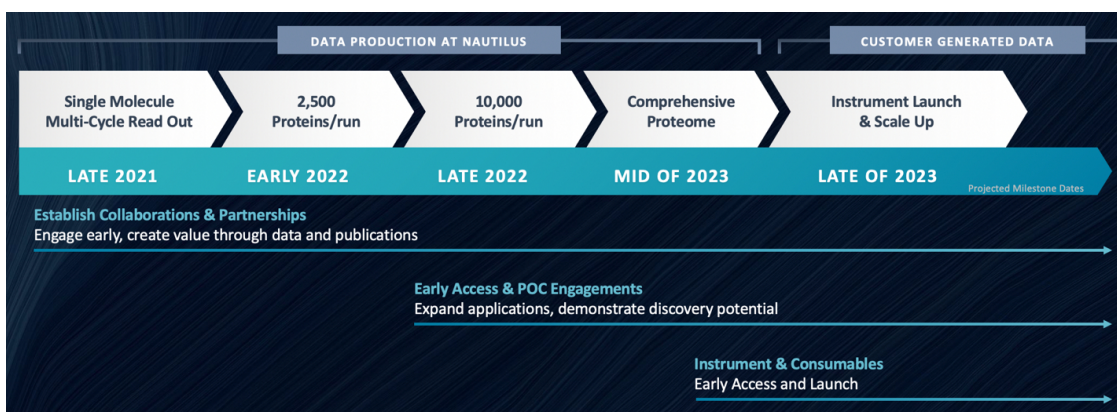 DATA PRODUCTION AT NAUTILUS
CUSTOMER GENERATED DATA
Single Molecule
Multi-Cycle Read Out
2,500
Proteins/run
10,000
Proteins/run
Comprehensive
Proteome
Instrument Launch
& Scale Up
LATE 2021
EARLY 2022
LATE 2022
MID OF 2023
LATE OF 2023
Projected Milestone Dates
Establish Collaborations & Partnerships
Engage early, create value through data and publications
Early Access & POC Engagements
Expand applications, demonstrate discovery potential
Instrument & Consumables
Early Access and Launch